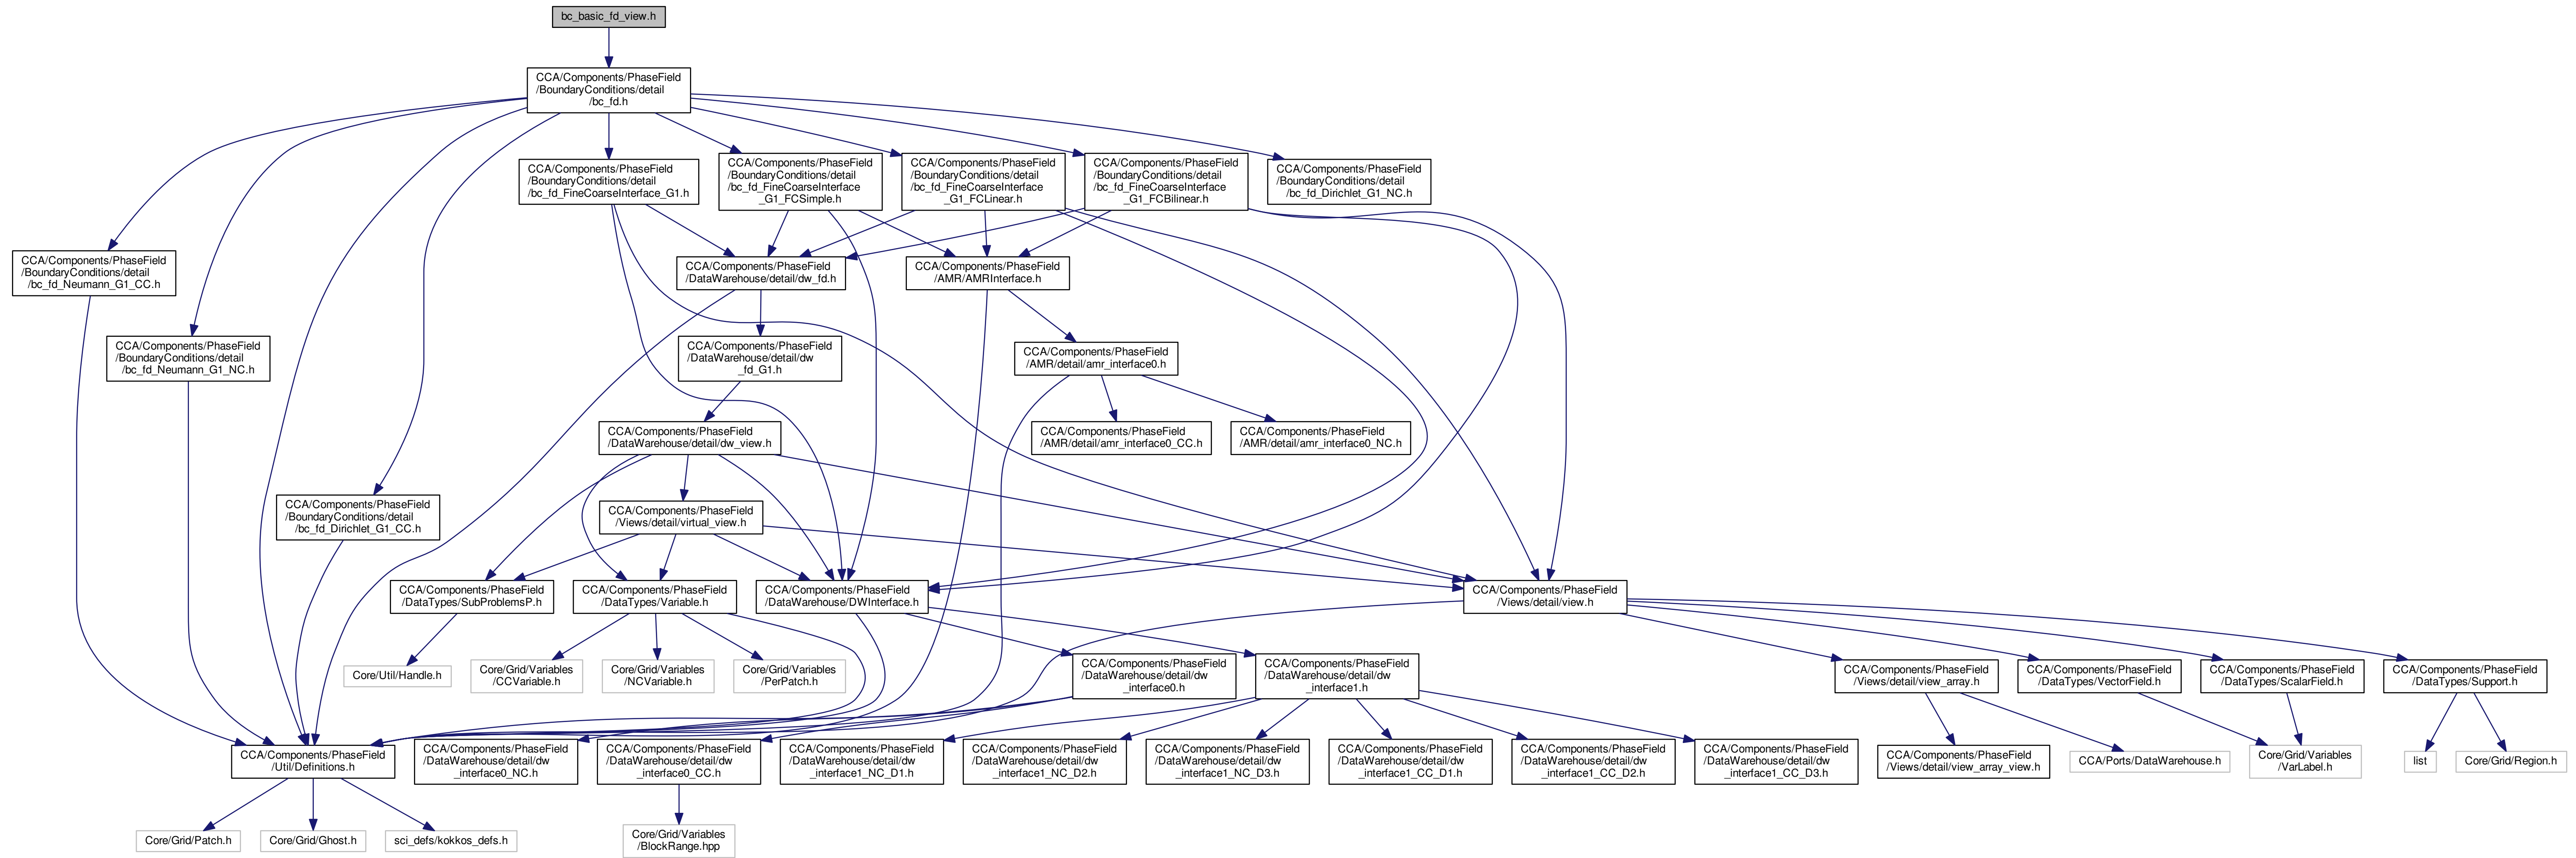 bc_basic_fd_view.h
CCA/Components/PhaseField
/BoundaryConditions/detail
/bc_fd.h
CCA/Components/PhaseField
/BoundaryConditions/detail
/bc_fd_FineCoarseInterface_G1.h
CCA/Components/PhaseField
/BoundaryConditions/detail
/bc_fd_FineCoarseInterface
_G1_FCSimple.h
CCA/Components/PhaseField
/BoundaryConditions/detail
/bc_fd_FineCoarseInterface
_G1_FCLinear.h
CCA/Components/PhaseField
/BoundaryConditions/detail
/bc_fd_FineCoarseInterface
_G1_FCBilinear.h
CCA/Components/PhaseField
/BoundaryConditions/detail
/bc_fd_Dirichlet_G1_NC.h
CCA/Components/PhaseField
/BoundaryConditions/detail
/bc_fd_Neumann_G1_CC.h
CCA/Components/PhaseField
/DataWarehouse/detail/dw_fd.h
CCA/Components/PhaseField
/AMR/AMRInterface.h
CCA/Components/PhaseField
/BoundaryConditions/detail
/bc_fd_Neumann_G1_NC.h
CCA/Components/PhaseField
/DataWarehouse/detail/dw
_fd_G1.h
CCA/Components/PhaseField
/AMR/detail/amr_interface0.h
CCA/Components/PhaseField
/DataWarehouse/detail/dw_view.h
CCA/Components/PhaseField
/AMR/detail/amr_interface0_CC.h
CCA/Components/PhaseField
/AMR/detail/amr_interface0_NC.h
CCA/Components/PhaseField
/BoundaryConditions/detail
/bc_fd_Dirichlet_G1_CC.h
CCA/Components/PhaseField
/Views/detail/virtual_view.h
CCA/Components/PhaseField
/DataTypes/SubProblemsP.h
CCA/Components/PhaseField
/DataTypes/Variable.h
CCA/Components/PhaseField
/DataWarehouse/DWInterface.h
CCA/Components/PhaseField
/Views/detail/view.h
Core/Util/Handle.h
Core/Grid/Variables
/CCVariable.h
Core/Grid/Variables
/NCVariable.h
Core/Grid/Variables
/PerPatch.h
CCA/Components/PhaseField
/DataWarehouse/detail/dw
_interface0.h
CCA/Components/PhaseField
/DataWarehouse/detail/dw
_interface1.h
CCA/Components/PhaseField
/Views/detail/view_array.h
CCA/Components/PhaseField
/DataTypes/VectorField.h
CCA/Components/PhaseField
/DataTypes/ScalarField.h
CCA/Components/PhaseField
/DataTypes/Support.h
CCA/Components/PhaseField
/Util/Definitions.h
CCA/Components/PhaseField
/DataWarehouse/detail/dw
_interface0_NC.h
CCA/Components/PhaseField
/DataWarehouse/detail/dw
_interface0_CC.h
CCA/Components/PhaseField
/DataWarehouse/detail/dw
_interface1_NC_D1.h
CCA/Components/PhaseField
/DataWarehouse/detail/dw
_interface1_NC_D2.h
CCA/Components/PhaseField
/DataWarehouse/detail/dw
_interface1_NC_D3.h
CCA/Components/PhaseField
/DataWarehouse/detail/dw
_interface1_CC_D1.h
CCA/Components/PhaseField
/DataWarehouse/detail/dw
_interface1_CC_D2.h
CCA/Components/PhaseField
/DataWarehouse/detail/dw
_interface1_CC_D3.h
CCA/Components/PhaseField
/Views/detail/view_array_view.h
CCA/Ports/DataWarehouse.h
Core/Grid/Variables
/VarLabel.h
list
Core/Grid/Region.h
Core/Grid/Patch.h
Core/Grid/Ghost.h
sci_defs/kokkos_defs.h
Core/Grid/Variables
/BlockRange.hpp